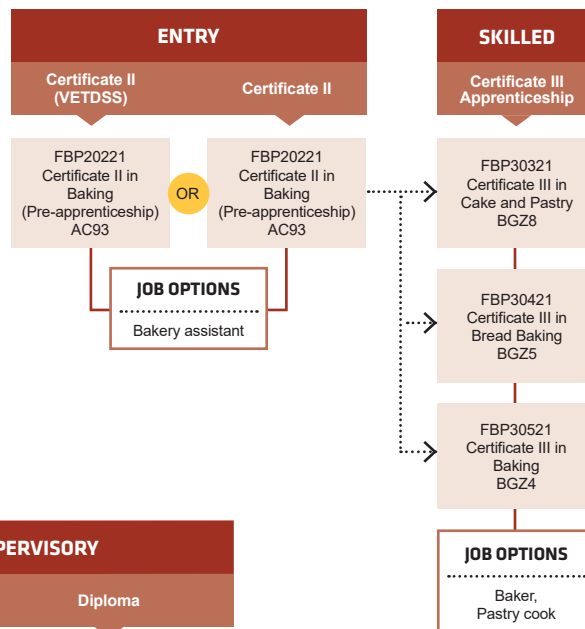 ENTRY
Certificate II
(VETDSS)
Certificate II
FBP20221
Certificate II in
Baking
(Pre-apprenticeship)
AC93
OR
FBP20221
Certificate II in
Baking
(Pre-apprenticeship)
AC93
JOB OPTIONS
Bakery assistant
SKILLED
Certificate III
Apprenticeship
FBP30321
Certificate III in
Cake and Pastry
BGZ8
FBP30421
Certificate III in
Bread Baking
BGZ5
FBP30521
Certificate III in
Baking
BGZ4
JOB OPTIONS
Baker,
Pastry cook
PERVISORY
Diploma